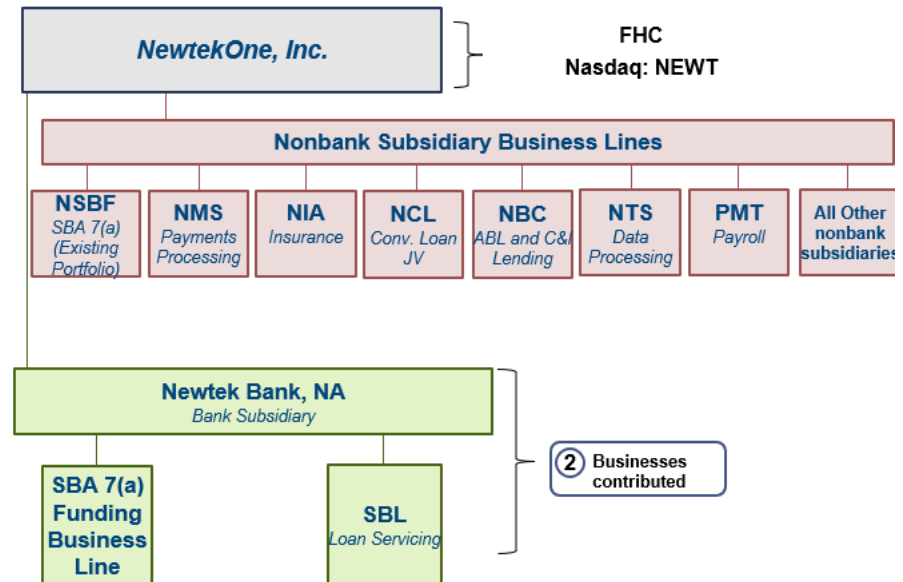 NewtekOne, Inc.
FHC
Nasdaq: NEWT
Nonbank Subsidiary Business Lines
NSBF
SBA 7(a)
(Existing
Portfolio)
NMS
Payments
Processing
NIA
Insurance
NCL
Conv. Loan
JV
NBC
ABL and C&I
Lending
NTS
Data
Processing
PMT
Payroll
All Other
nonbank
subsidiaries
Newtek Bank, NA
Bank Subsidiary
SBA 7(a)
Funding
Business
Line
SBL
Loan Servicing
2 Businesses
contributed